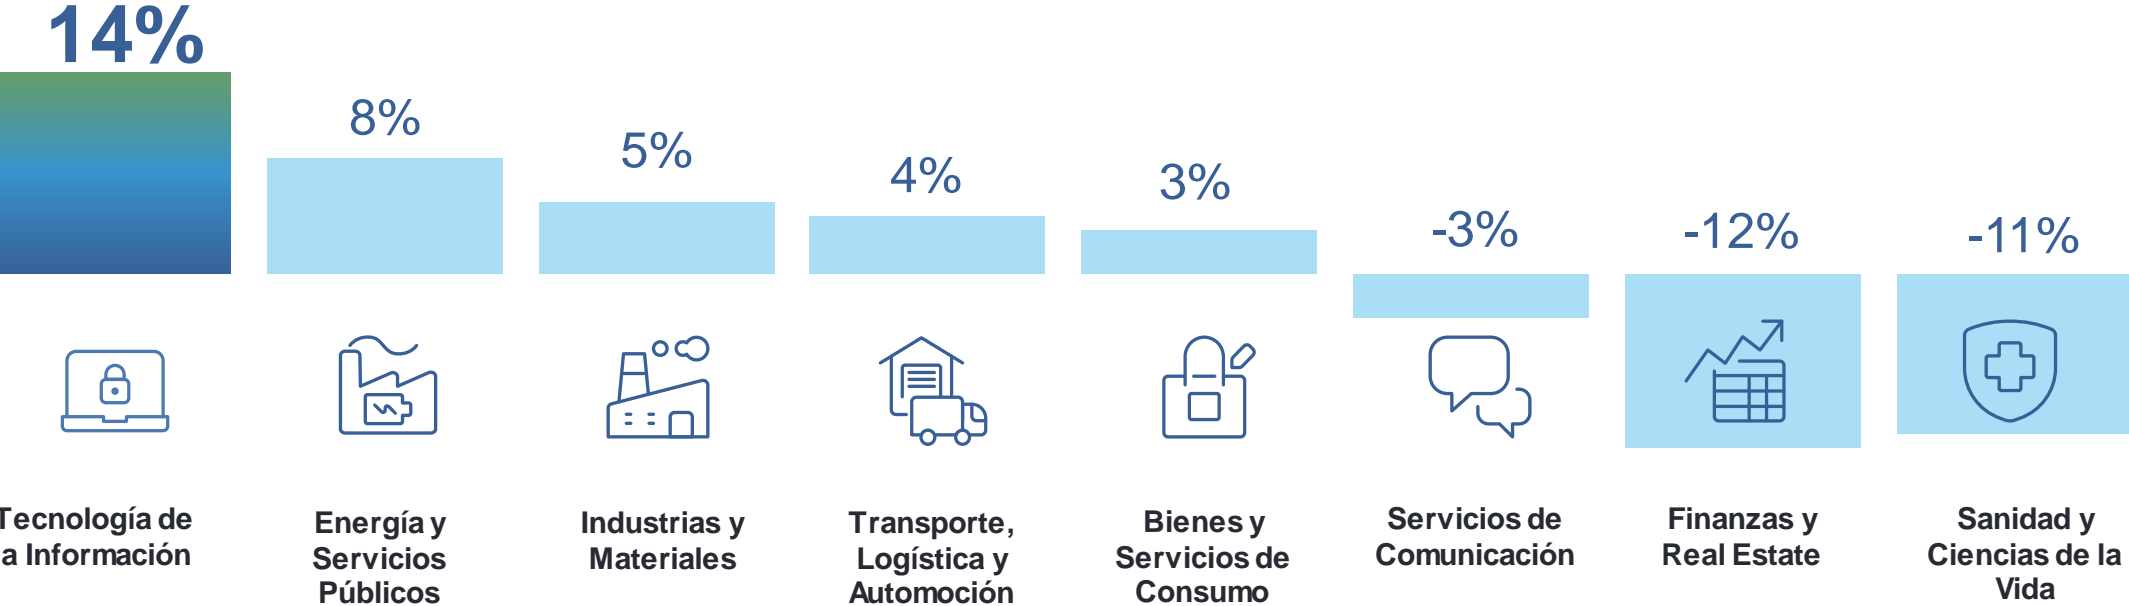 14%
8%
5%
4%
3%
-3%
-12%
-11%
Tecnología de
a Información
Energía y
Servicios
Públicos
Industrias y
Materiales
Transporte,
Logística y
Automoción
Bienes y
Servicios de
Consumo
Servicios de
Comunicación
Finanzas y
Real Estate
Sanidad y
Ciencias de la
Vida